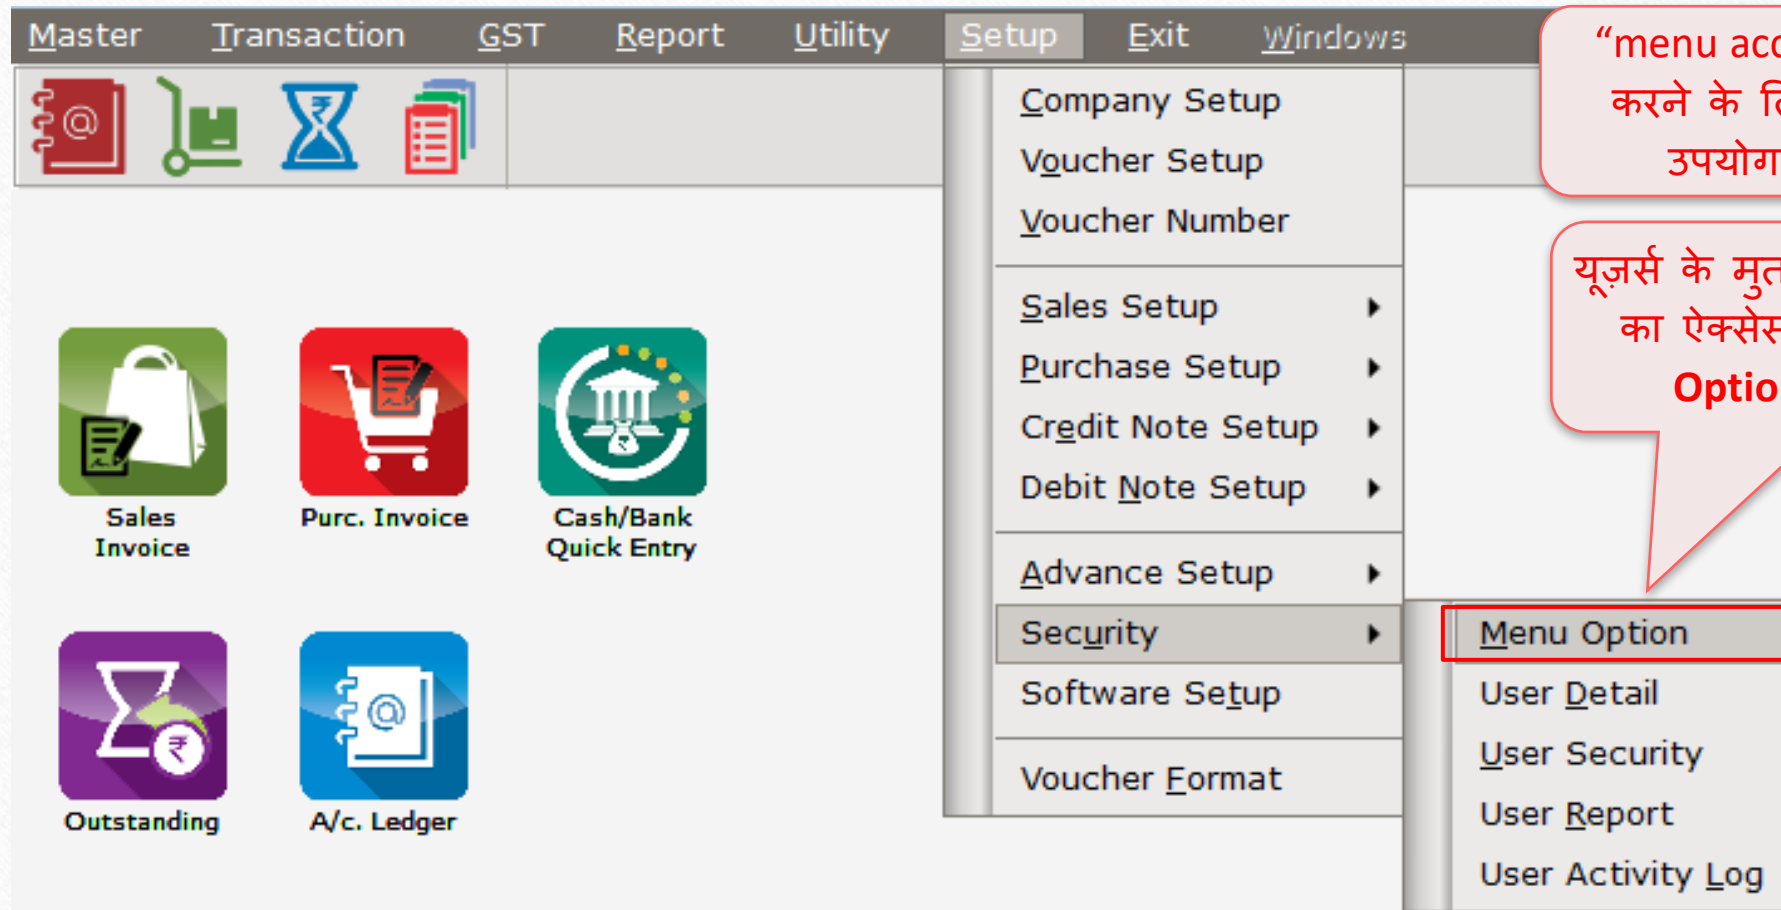 Master Transaction GST Report Utility Setup Exit Windows
Company Setup
Voucher Setup
Voucher Number
Sales Setup
Purchase Setup
Credit Note Setup
Debit Note Setup
Advance Setup
Security
Software Setup
Voucher Format
Menu Option
User Detail
User Security
User Report
User Activity Log
“menu
करने के
उपयोग
यूज़र्स के
का ऐक्सेस
Sales
Invoice
Purc. Invoice
Cash/Bank
Quick Entry
Outstanding
A/c. Ledger